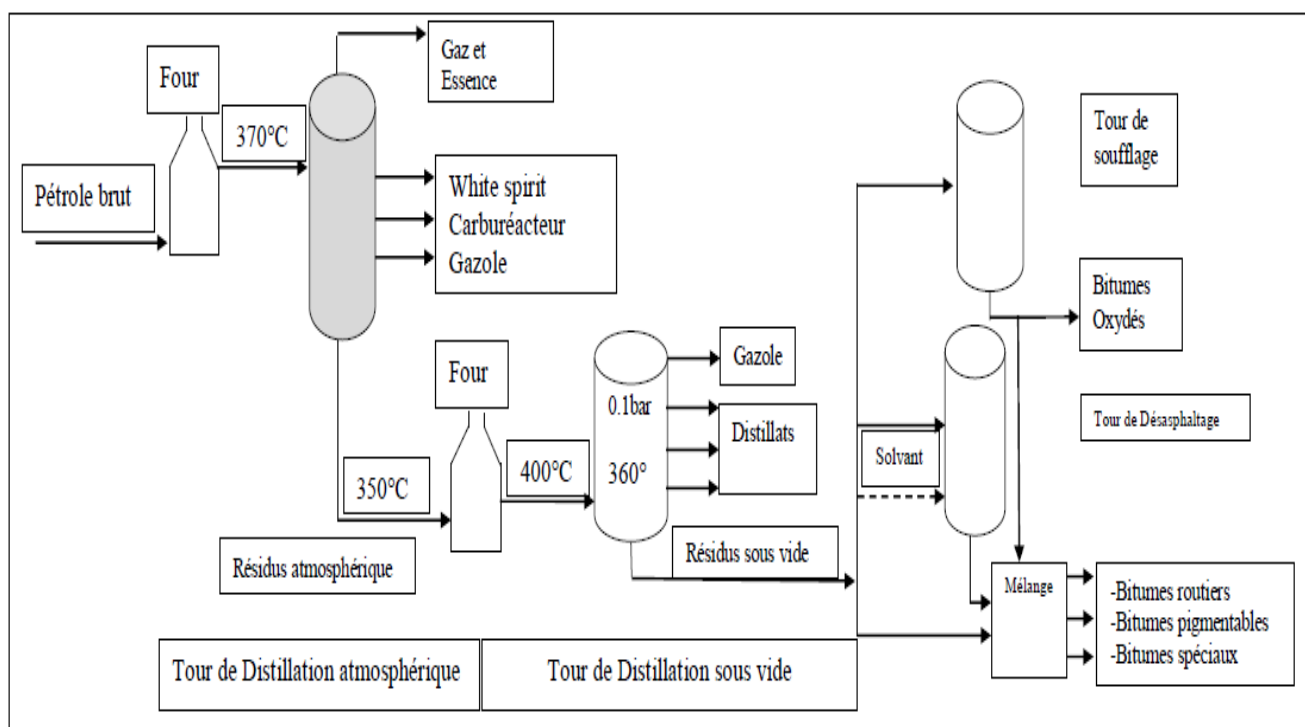 Gaz et
Essence
Four
370°C
Pétrole brut
White spirit
Carburéacteur
Gazole
Tour de
soufflage
Bitumes
Oxydés
Four
Gazole
0.1bar
Distillats
360°
Tour de Désasphaltage
Solvant
350°C
400°C
Résidus atmosphérique
Résidus sous vide
Mélange
-Bitumes routiers
-Bitumes pigmentables
-Bitumes spéciaux
Tour de Distillation atmosphérique
Tour de Distillation sous vide